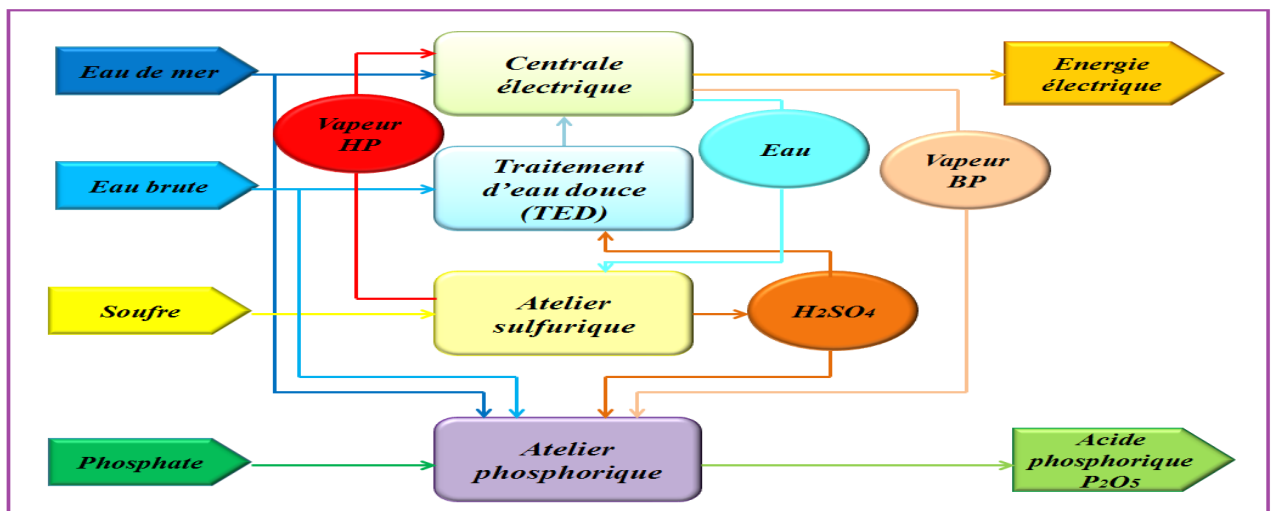 Eau de mer
Centrale
électrique
Energie
électrique
Vapeur
HP
Eau
Vapeur
BP
Eau brute
Traitement
d'eau douce
(TED)
Soufre
Atelier
sulfurique
H₂SO₄
Phosphate
Atelier
phosphorique
Acide
phosphorique
P₂O₅